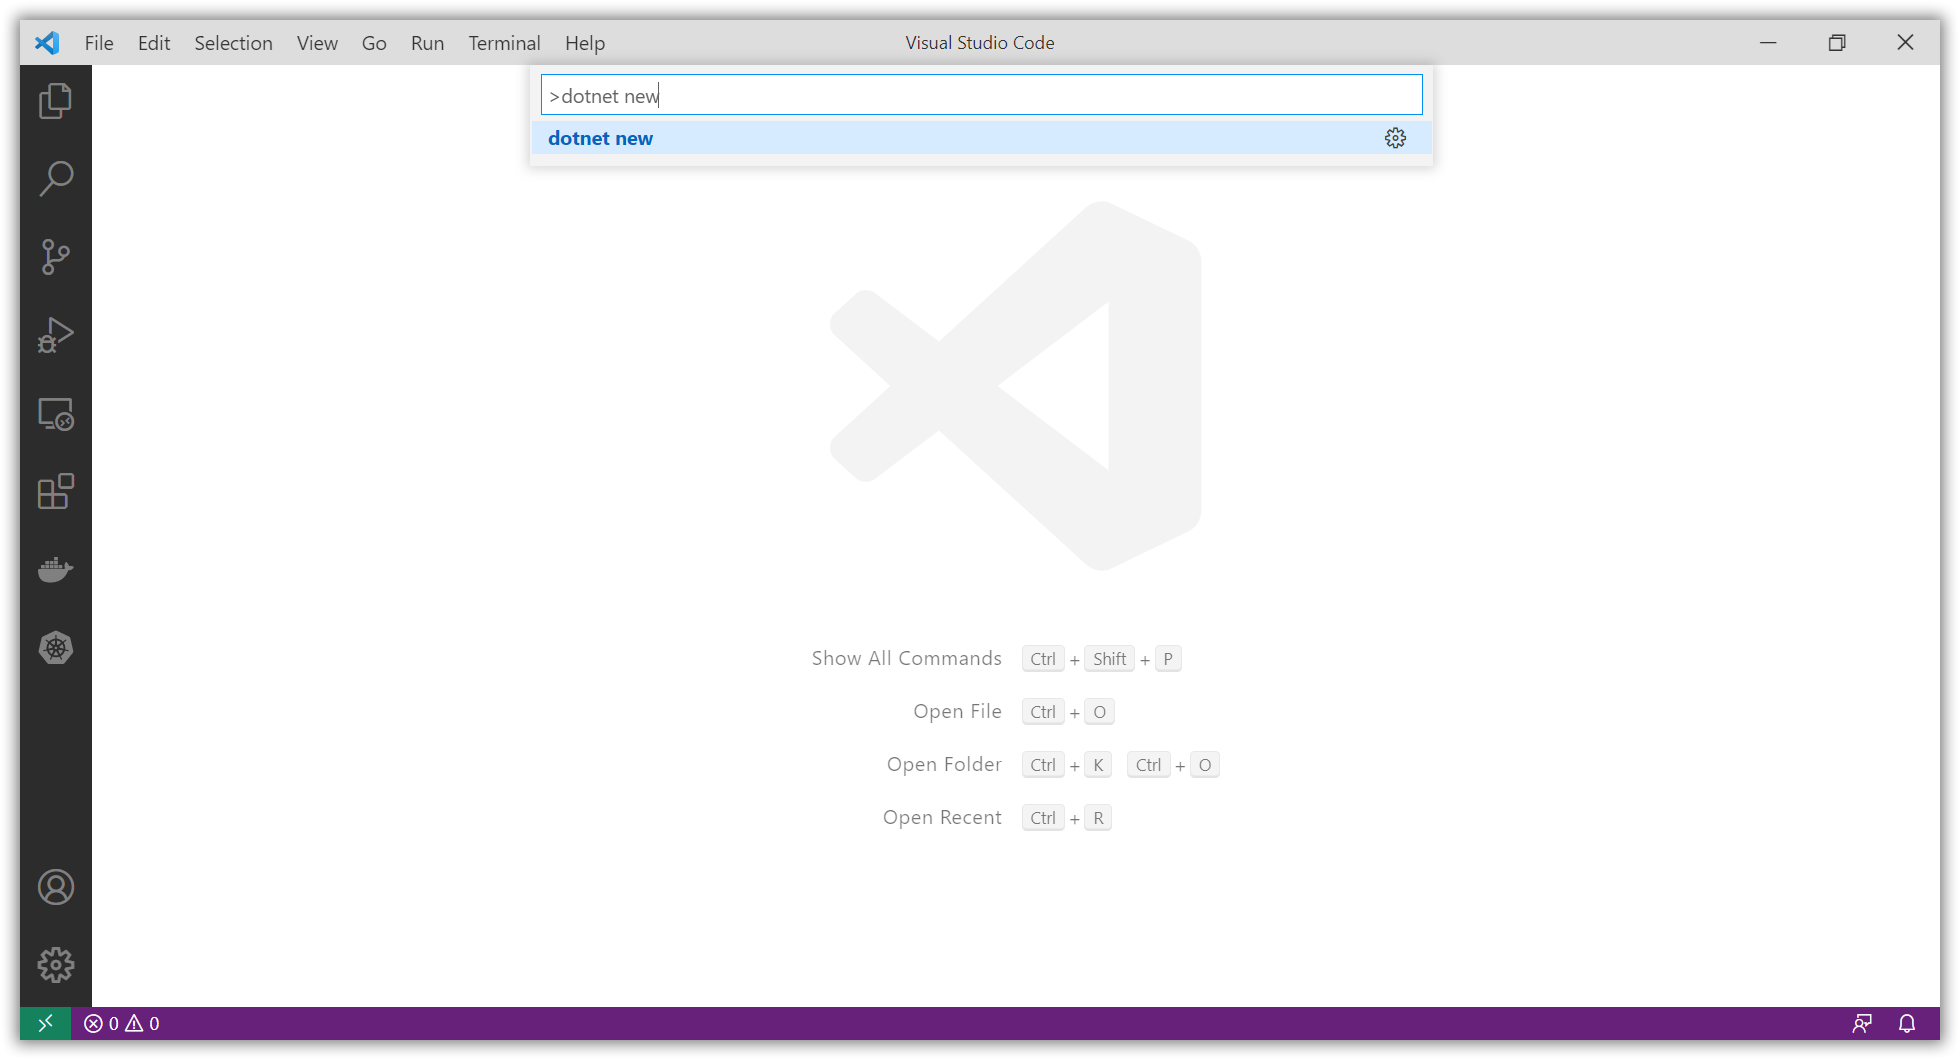 File Edit Selection View Go Run Terminal Help Visual Studio Code
>dotnet new
dotnet new
Show All Commands Ctrl + Shift + P
Open File Ctrl + O
Open Folder Ctrl + K Ctrl + O
Open Recent Ctrl + R
0 0